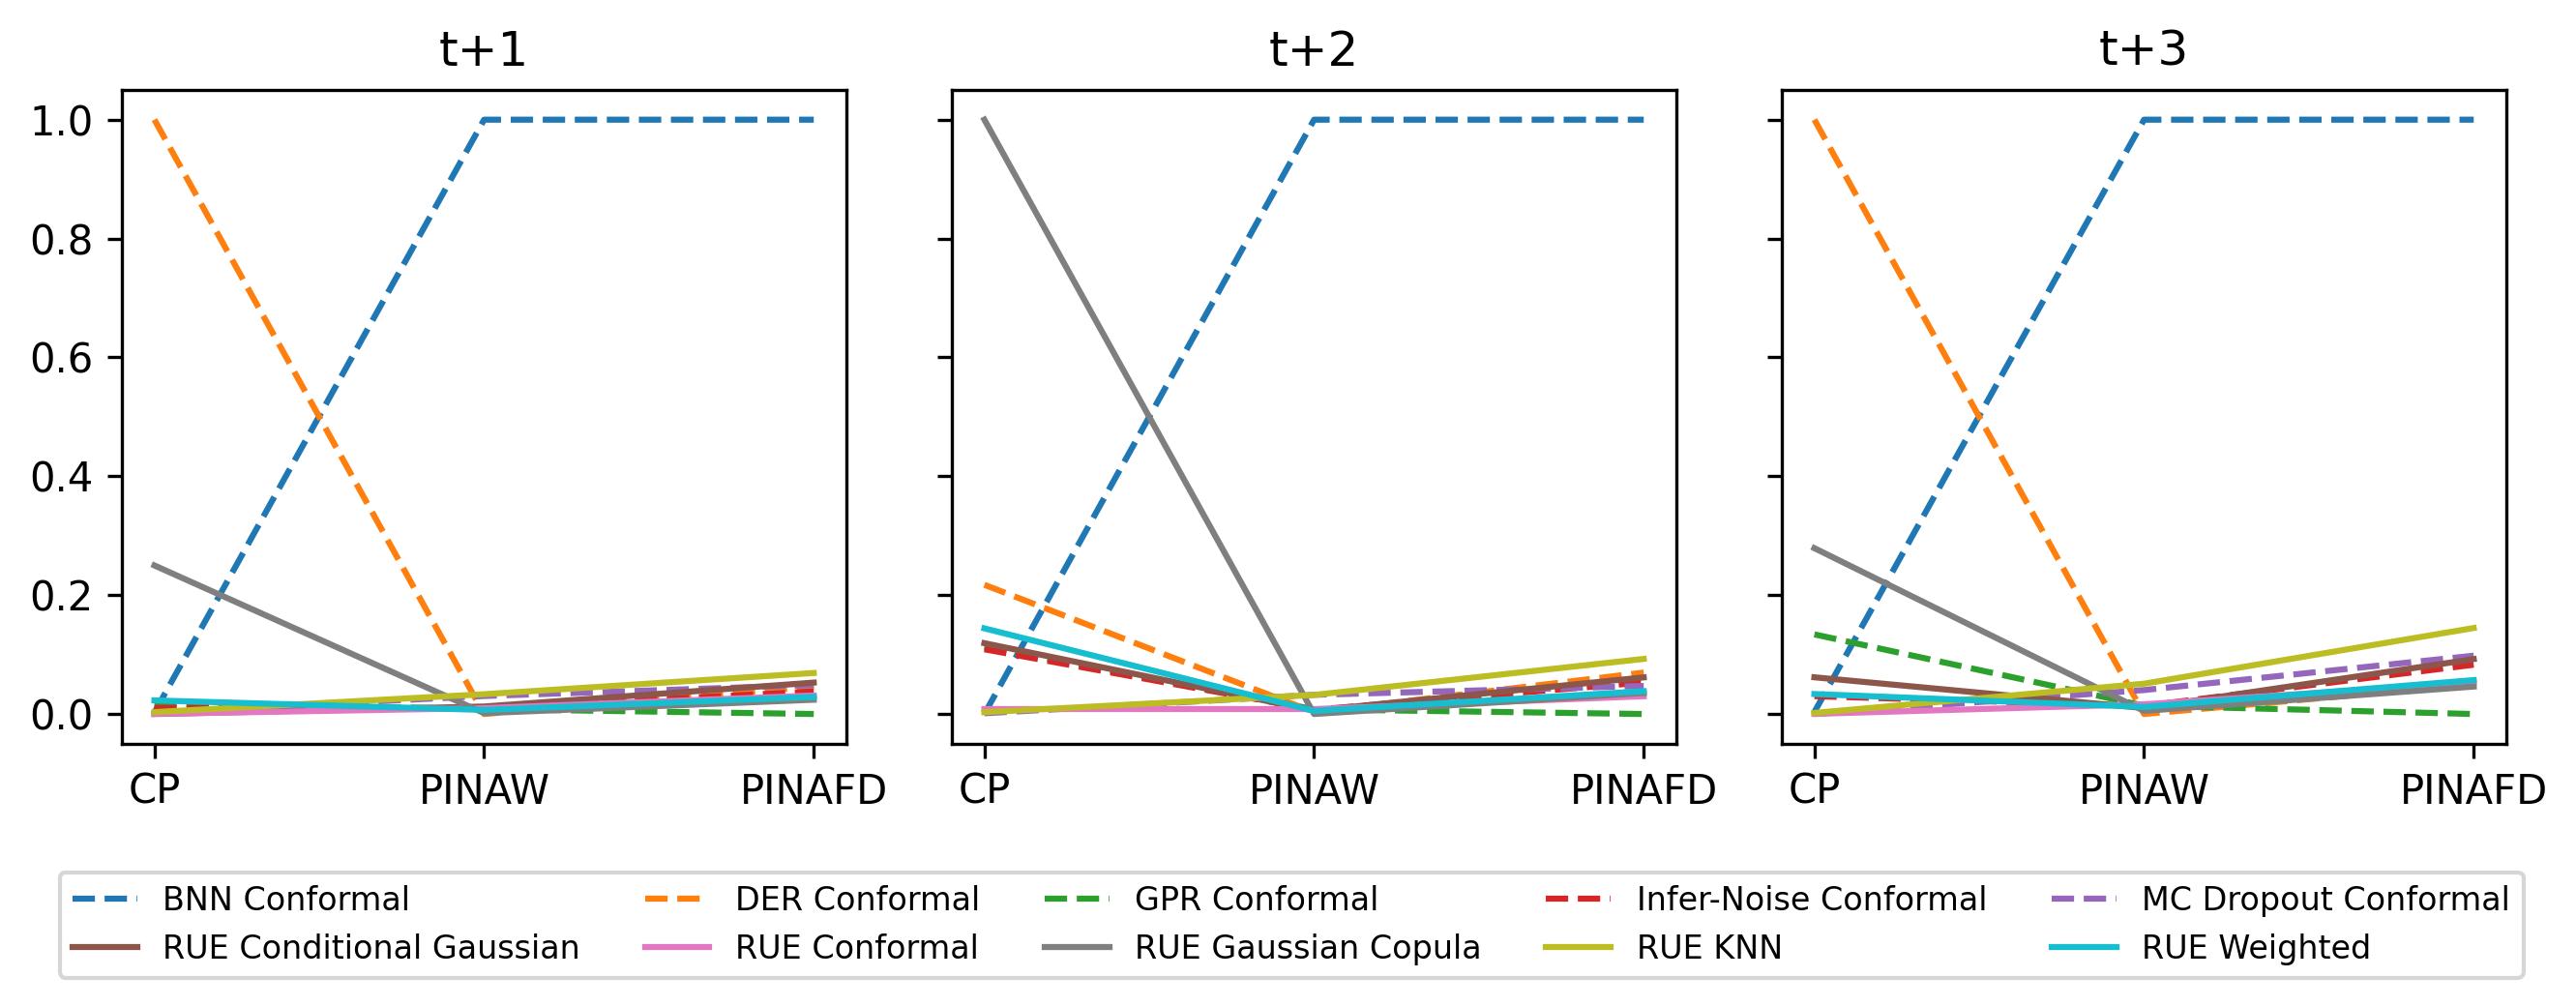 t+1 t+2 t+3
1.0
0.8
0.6
0.4
0.2
0.0
CP PINAW PINAFD CP PINAW PINAFD CP PINAW PINAFD
BNN Conformal DER Conformal GPR Conformal Infer-Noise Conformal MC Dropout Conformal
RUE Conditional Gaussian RUE Conformal RUE Gaussian Copula RUE KNN RUE Weighted